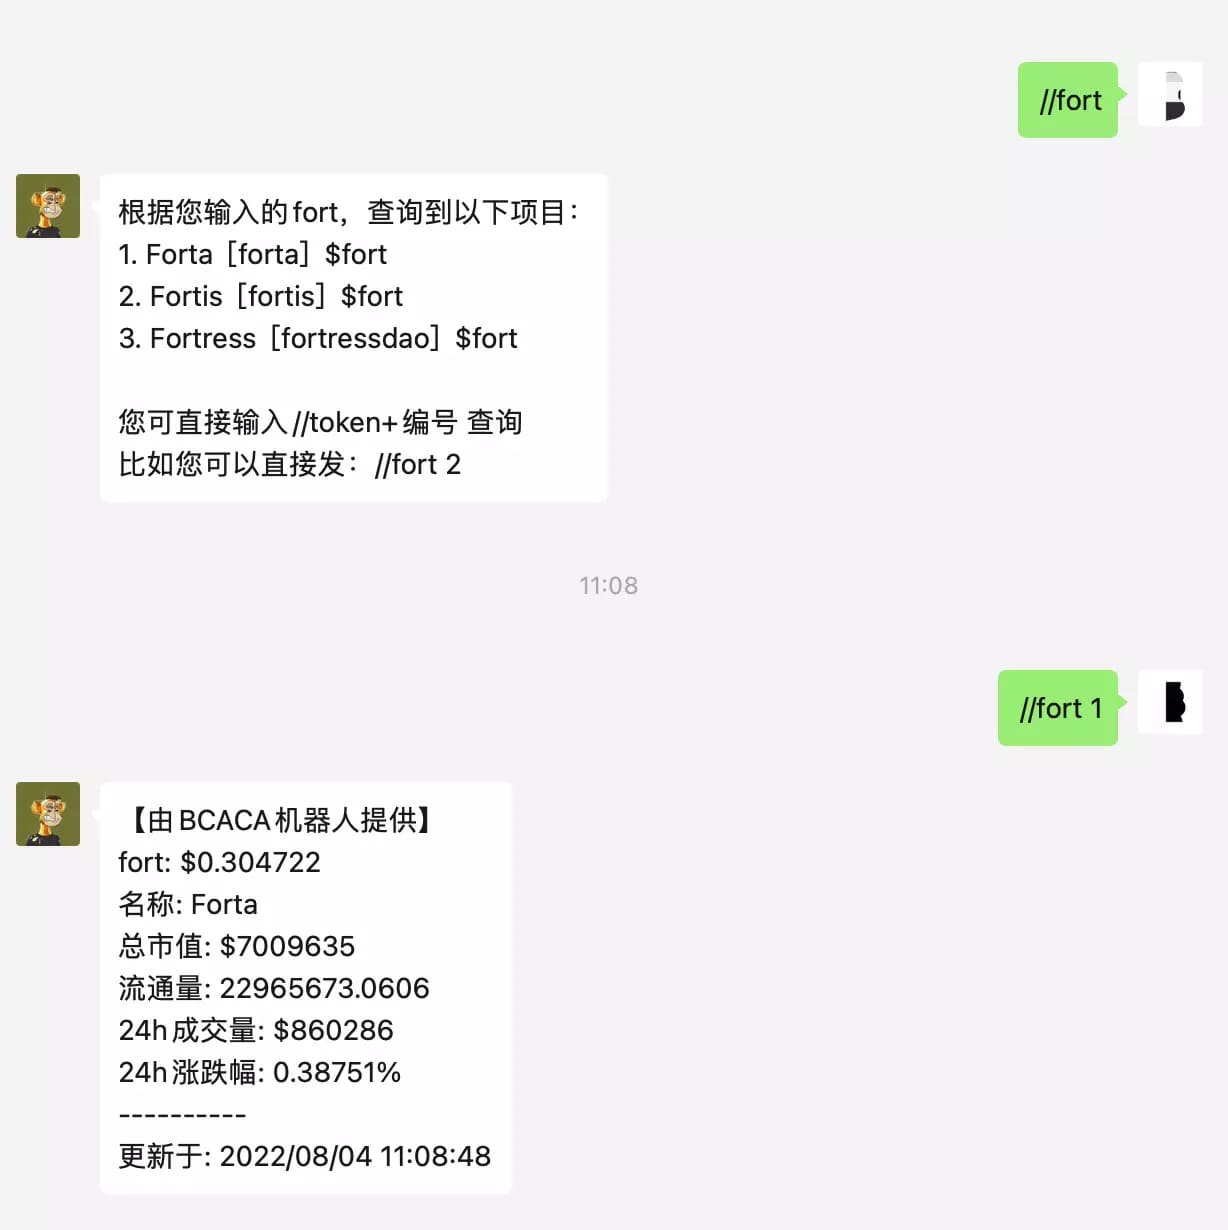 //fort
根据您输入的fort，查询到以下项目：
1. Forta［forta］$fort
2. Fortis［fortis］$fort
3. Fortress［fortressdao］$fort
您可直接输入//token+编号 查询
比如您可以直接发：//fort 2
11:08
//fort 1
【由BCACA机器人提供】
fort: $0.304722
名称: Forta
总市值: $7009635
流通量: 22965673.0606
24h成交量: $860286
24h涨跌幅: 0.38751%
----------
更新于: 2022/08/04 11:08:48